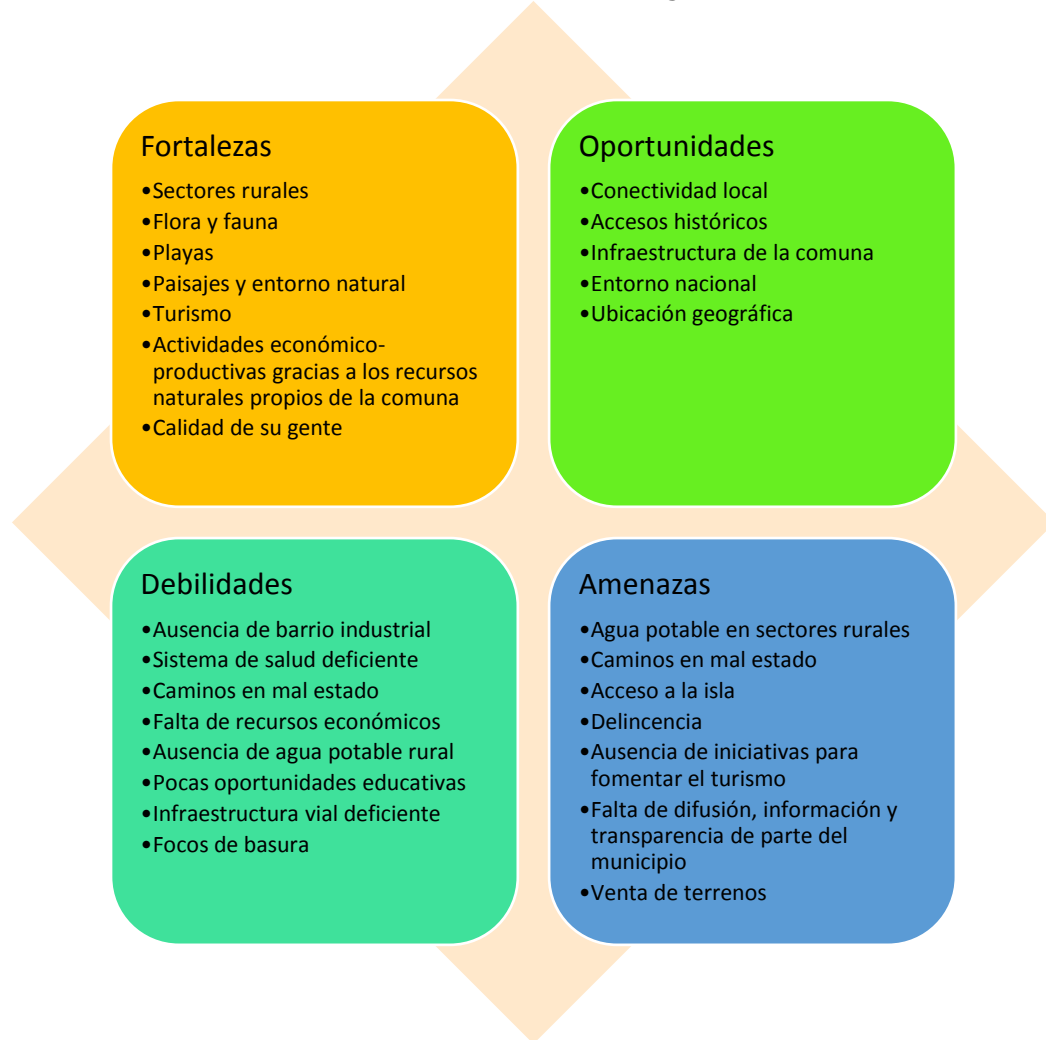 Fortalezas
•Sectores rurales
•Flora y fauna
•Playas
•Paisajes y entorno natural
•Turismo
•Actividades económico-
productivas gracias a los recursos
naturales propios de la comuna
•Calidad de su gente
Oportunidades
•Conectividad local
•Accesos históricos
•Infraestructura de la comuna
•Entorno nacional
•Ubicación geográfica
Debilidades
•Ausencia de barrio industrial
•Sistema de salud deficiente
•Caminos en mal estado
•Falta de recursos económicos
•Ausencia de agua potable rural
•Pocas oportunidades educativas
•Infraestructura vial deficiente
•Focos de basura
Amenazas
•Agua potable en sectores rurales
•Caminos en mal estado
•Acceso a la isla
•Delincencia
•Ausencia de iniciativas para
fomentar el turismo
•Falta de difusión, información y
transparencia de parte del
municipio
•Venta de terrenos